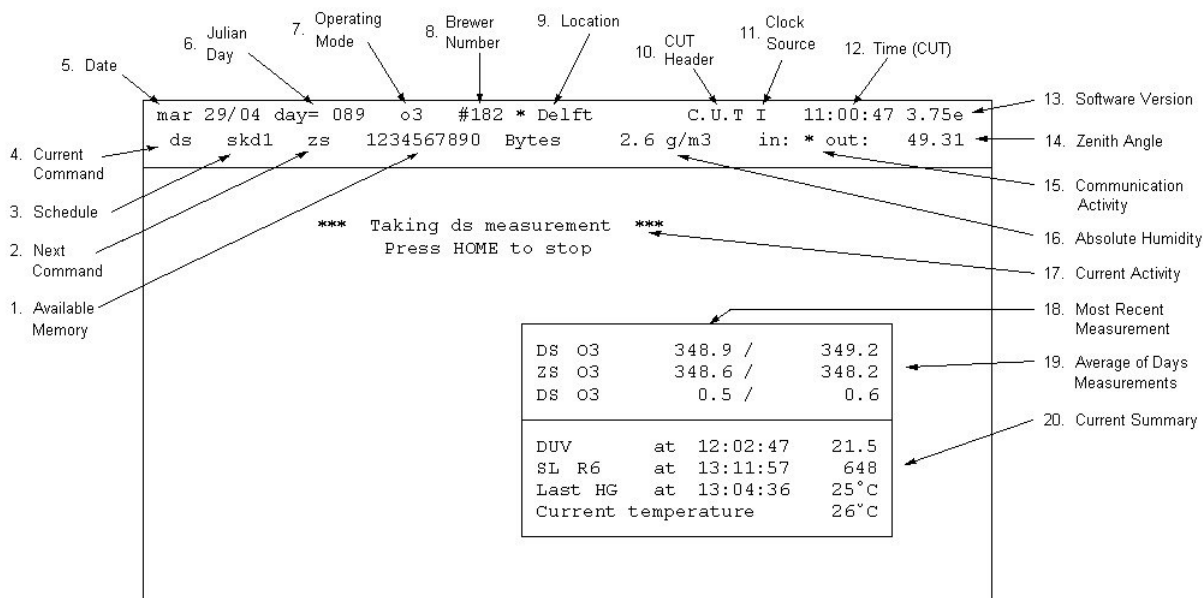 5. Date
6. Julian Day
7. Operating Mode
8. Brewer Number
9. Location
10. CUT Header
11. Clock Source
12. Time (CUT)
13. Software Version
mar 29/04 day= 089 o3 #182 * Delft C.U.T I 11:00:47 3.75e
4. Current Command
ds skd1 zs 1234567890 Bytes 2.6 g/m3 in: * out: 49.31
14. Zenith Angle
3. Schedule
15. Communication Activity
*** Taking ds measurement ***
Press HOME to stop
2. Next Command
16. Absolute Humidity
17. Current Activity
1. Available Memory
18. Most Recent Measurement
DS O3 348.9 / 349.2
ZS O3 348.6 / 348.2
DS O3 0.5 / 0.6
19. Average of Days Measurements
20. Current Summary
DUV at 12:02:47 21.5
SL R6 at 13:11:57 648
Last HG at 13:04:36 25°C
Current temperature 26˘C